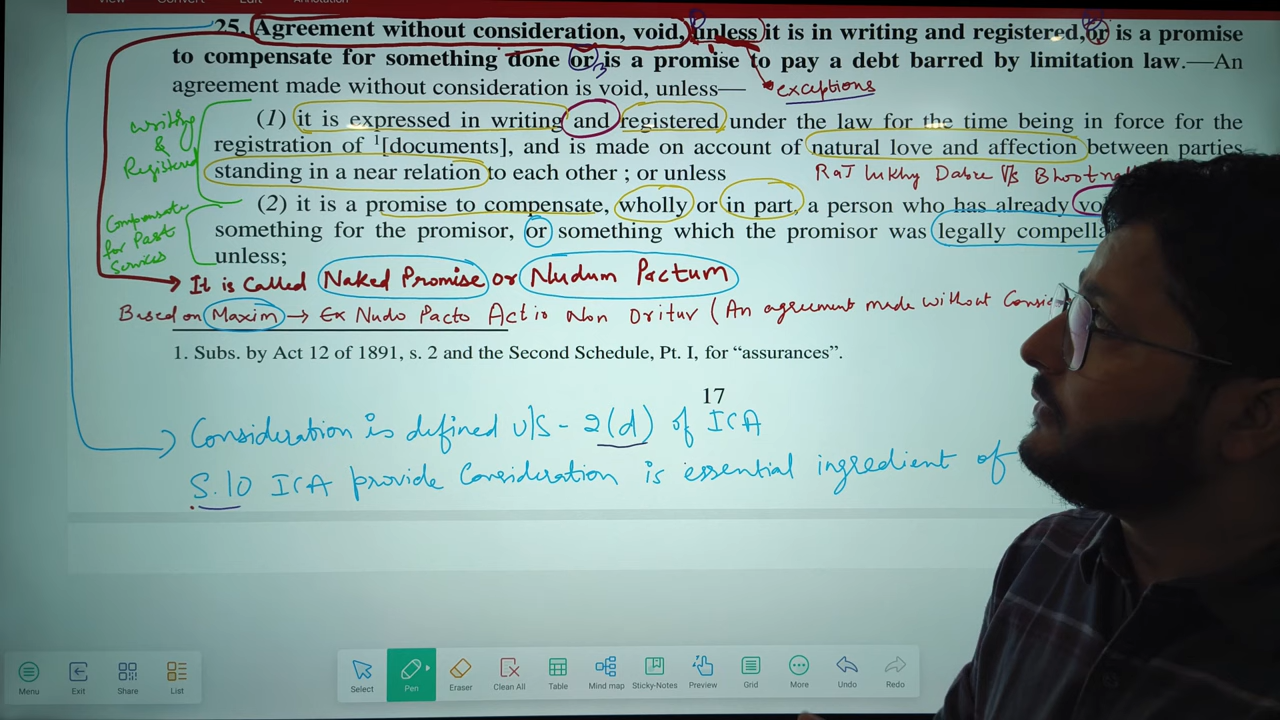 View Convert Edit Annotation
25. Agreement without consideration, void, unless it is in writing and registered, or is a promise
to compensate for something done or is a promise to pay a debt barred by limitation law.—An
agreement made without consideration is void, unless—
exceptions
(1) it is expressed in writing and registered under the law for the time being in force for the
registration of 1[documents], and is made on account of natural love and affection between parties
standing in a near relation to each other ; or unless
Writing
&
Registered
Raj lukhy Dabee V/s Bhootna
(2) it is a promise to compensate, wholly or in part, a person who has already vo
something for the promisor, or something which the promisor was legally compella
unless;
Compensate
for Past
Services
It is Called Naked Promise or Nudum Pactum
Based on Maxim → Ex Nudo Pacto Actio Non Oritur (An agreement made without Consi
1. Subs. by Act 12 of 1891, s. 2 and the Second Schedule, Pt. I, for “assurances”.
17
Consideration is defined u/s - 2(d) of ICA
S.10 ICA provide Consideration is essential ingredient of
Menu Exit Share List Select Pen Eraser Clean All Table Mind map Sticky-Notes Preview Grid More Undo Redo